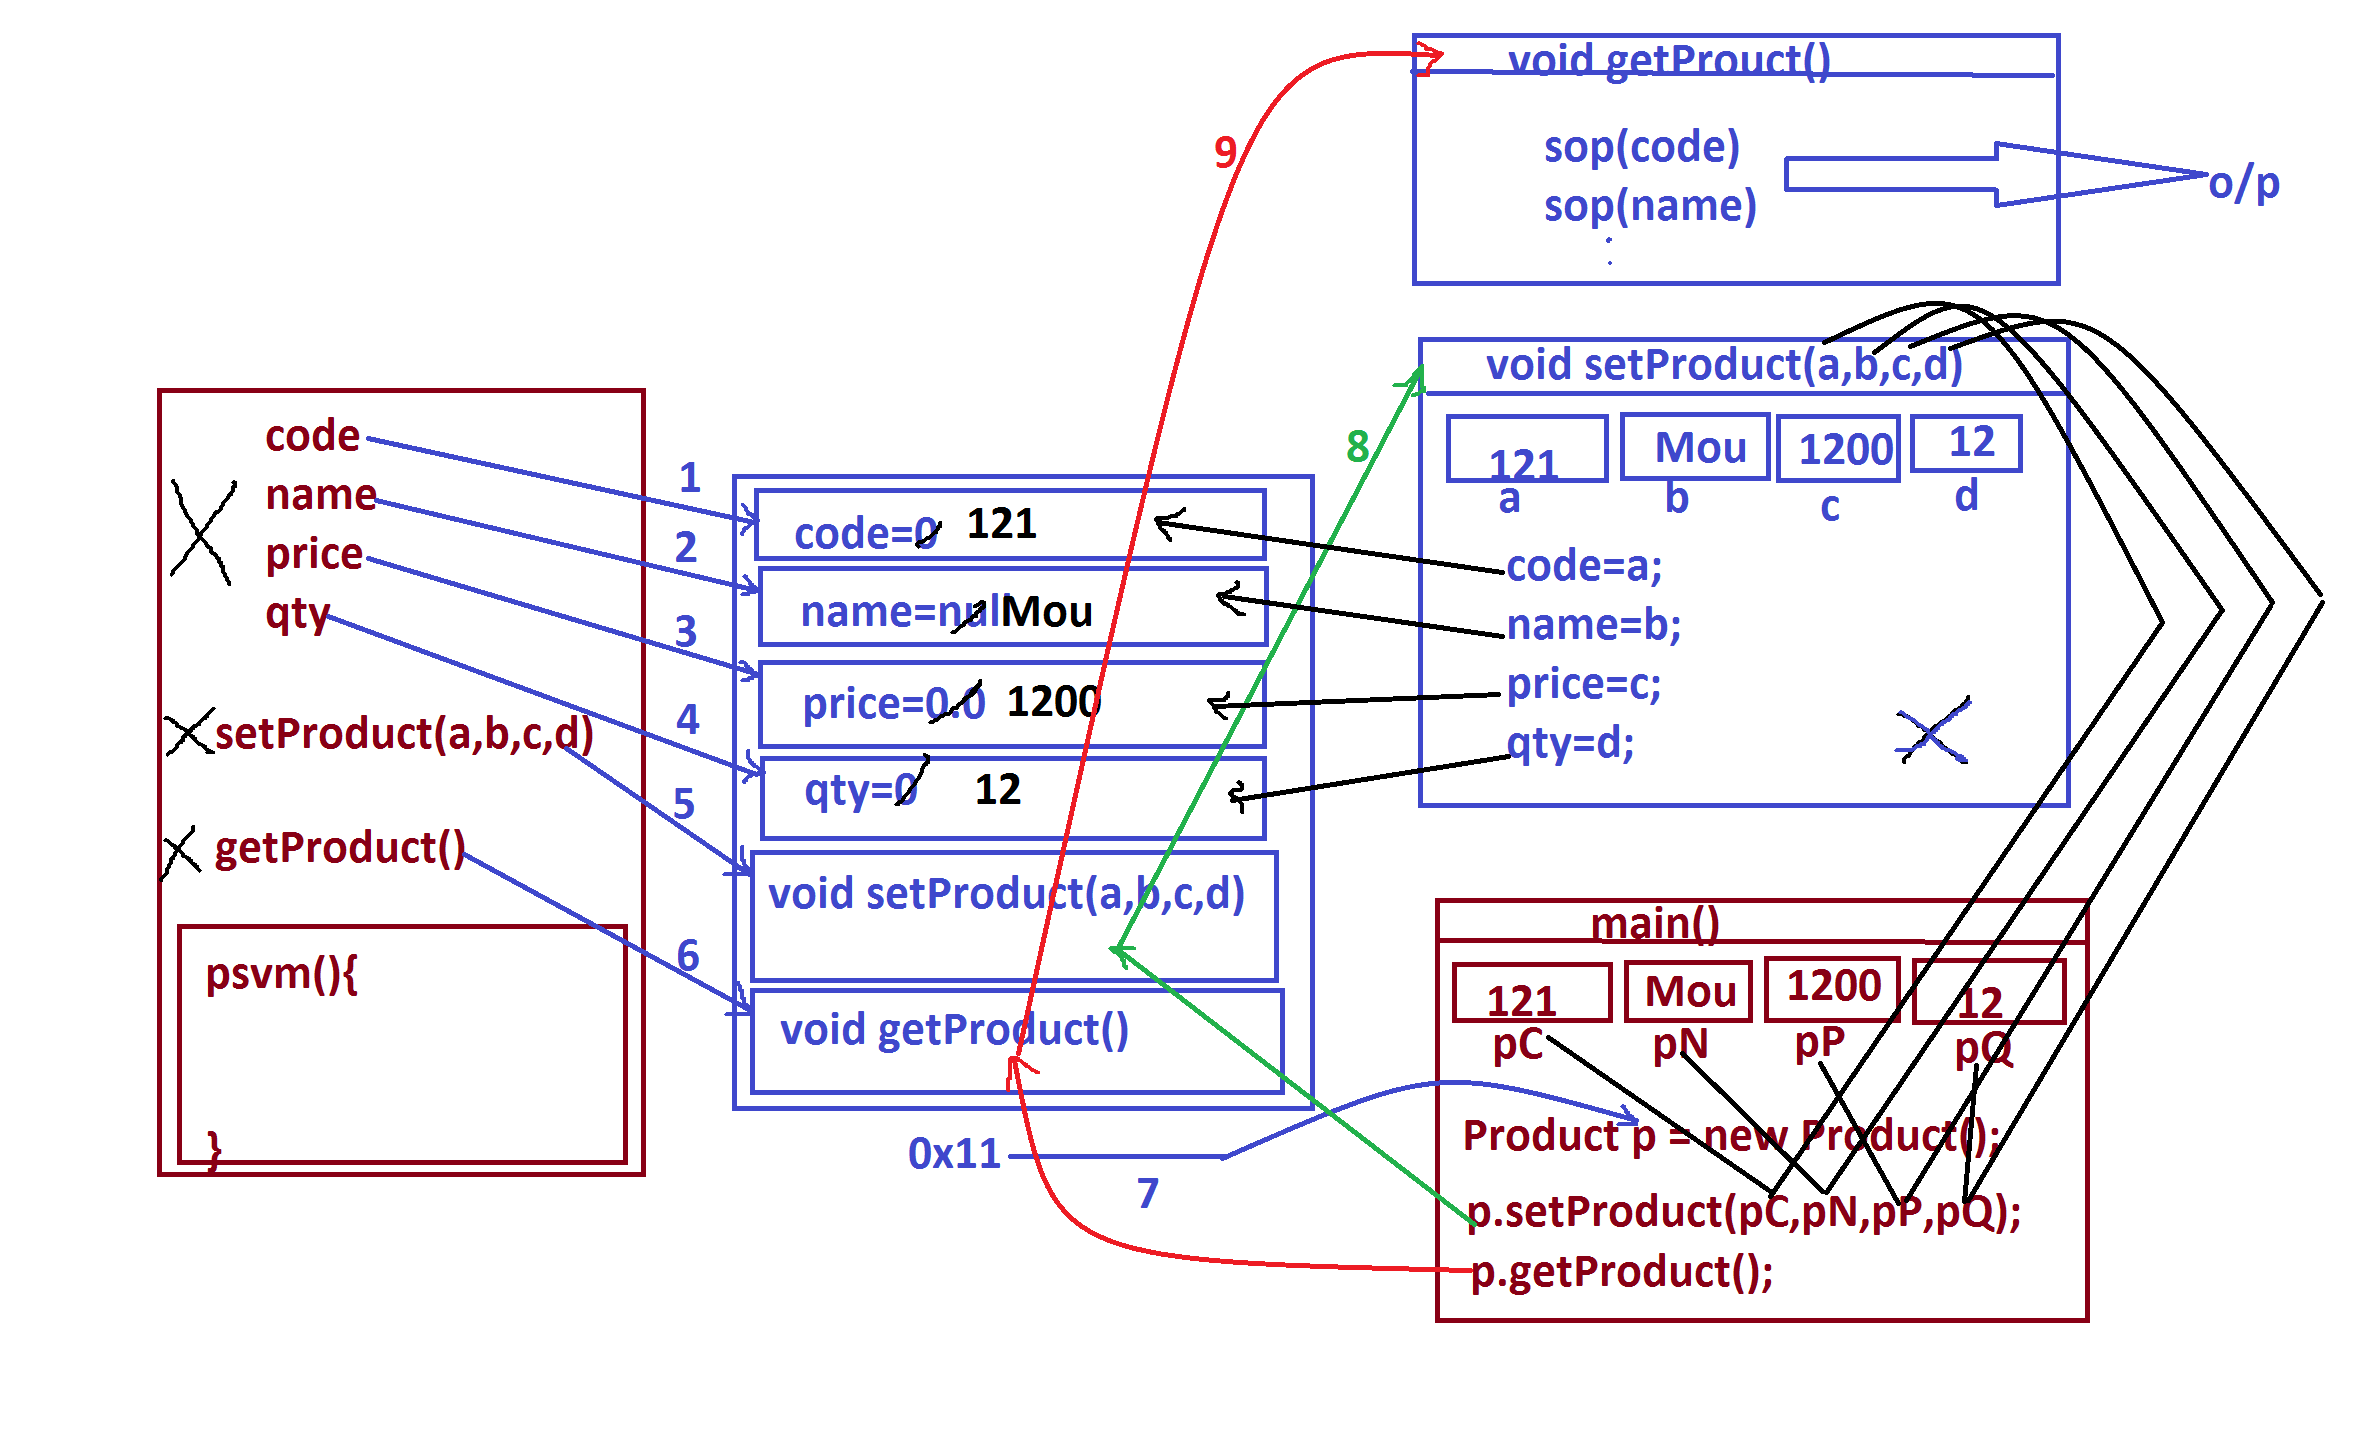 code
name
price
qty
setProduct(a,b,c,d)
getProduct()
psvm(){
}
1
2
3
4
5
6
code=0 121
name=nul Mou
price=0.0 1200
qty=0 12
void setProduct(a,b,c,d)
void getProduct()
0x11
7
8
9
void getProuct()
sop(code)
sop(name)
.
.
o/p
void setProduct(a,b,c,d)
121 Mou 1200 12
a b c d
code=a;
name=b;
price=c;
qty=d;
main()
121 Mou 1200 12
pC pN pP pQ
Product p = new Product();
p.setProduct(pC,pN,pP,pQ);
p.getProduct();